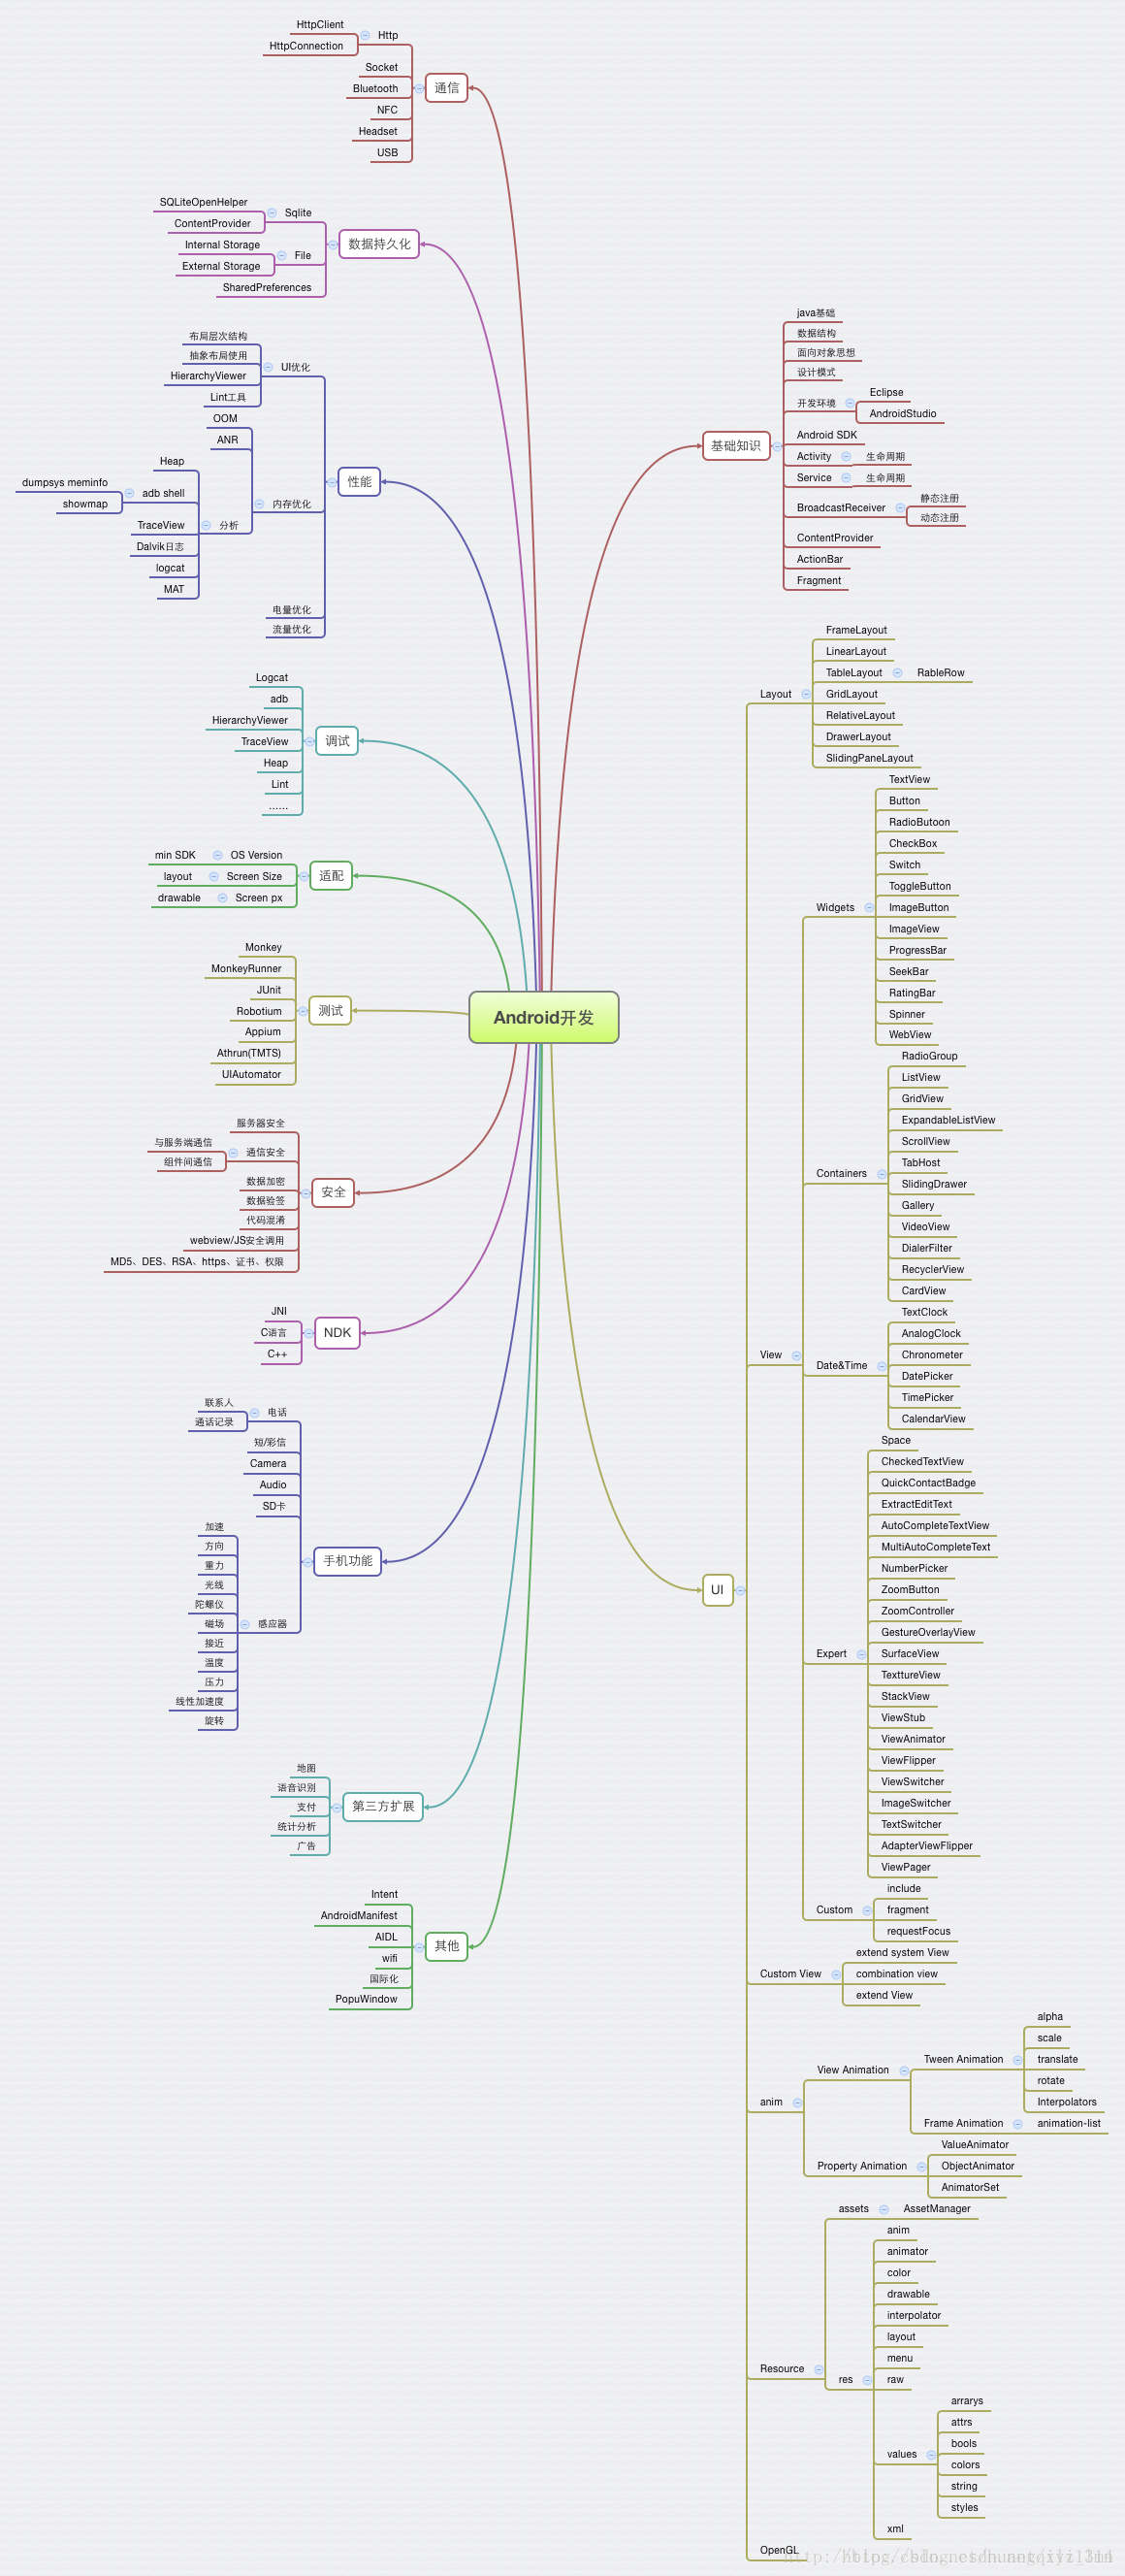 Android开发
通信
Http
HttpClient
HttpConnection
Socket
Bluetooth
NFC
Headset
USB
数据持久化
Sqlite
SQLiteOpenHelper
ContentProvider
File
Internal Storage
External Storage
SharedPreferences
性能
UI优化
布局层次结构
抽象布局使用
HierarchyViewer
Lint工具
内存优化
OOM
ANR
分析
Heap
adb shell
dumpsys meminfo
showmap
TraceView
Dalvik日志
logcat
MAT
电量优化
流量优化
调试
Logcat
adb
HierarchyViewer
TraceView
Heap
Lint
……
适配
OS Version
min SDK
Screen Size
layout
Screen px
drawable
测试
Monkey
MonkeyRunner
JUnit
Robotium
Appium
Athrun(TMTS)
UIAutomator
安全
服务器安全
通信安全
与服务端通信
组件间通信
数据加密
数据验签
代码混淆
webview/JS安全调用
MD5、DES、RSA、https、证书、权限
NDK
JNI
C语言
C++
手机功能
电话
联系人
通话记录
短/彩信
Camera
Audio
SD卡
感应器
加速
方向
重力
光线
陀螺仪
磁场
接近
温度
压力
线性加速度
旋转
第三方扩展
地图
语音识别
支付
统计分析
广告
其他
Intent
AndroidManifest
AIDL
wifi
国际化
PopuWindow
基础知识
java基础
数据结构
面向对象思想
设计模式
开发环境
Eclipse
AndroidStudio
Android SDK
Activity
生命周期
Service
生命周期
BroadcastReceiver
静态注册
动态注册
ContentProvider
ActionBar
Fragment
UI
Layout
FrameLayout
LinearLayout
TableLayout
RableRow
GridLayout
RelativeLayout
DrawerLayout
SlidingPaneLayout
View
Widgets
TextView
Button
RadioButoon
CheckBox
Switch
ToggleButton
ImageButton
ImageView
ProgressBar
SeekBar
RatingBar
Spinner
WebView
Containers
RadioGroup
ListView
GridView
ExpandableListView
ScrollView
TabHost
SlidingDrawer
Gallery
VideoView
DialerFilter
RecyclerView
CardView
Date&Time
TextClock
AnalogClock
Chronometer
DatePicker
TimePicker
CalendarView
Expert
Space
CheckedTextView
QuickContactBadge
ExtractEditText
AutoCompleteTextView
MultiAutoCompleteText
NumberPicker
ZoomButton
ZoomController
GestureOverlayView
SurfaceView
TexttureView
StackView
ViewStub
ViewAnimator
ViewFlipper
ViewSwitcher
ImageSwitcher
TextSwitcher
AdapterViewFlipper
ViewPager
Custom
include
fragment
requestFocus
Custom View
extend system View
combination view
extend View
anim
View Animation
Tween Animation
alpha
scale
translate
rotate
Interpolators
Frame Animation
animation-list
Property Animation
ValueAnimator
ObjectAnimator
AnimatorSet
Resource
assets
AssetManager
res
anim
animator
color
drawable
interpolator
layout
menu
raw
values
arrarys
attrs
bools
colors
string
styles
xml
OpenGL